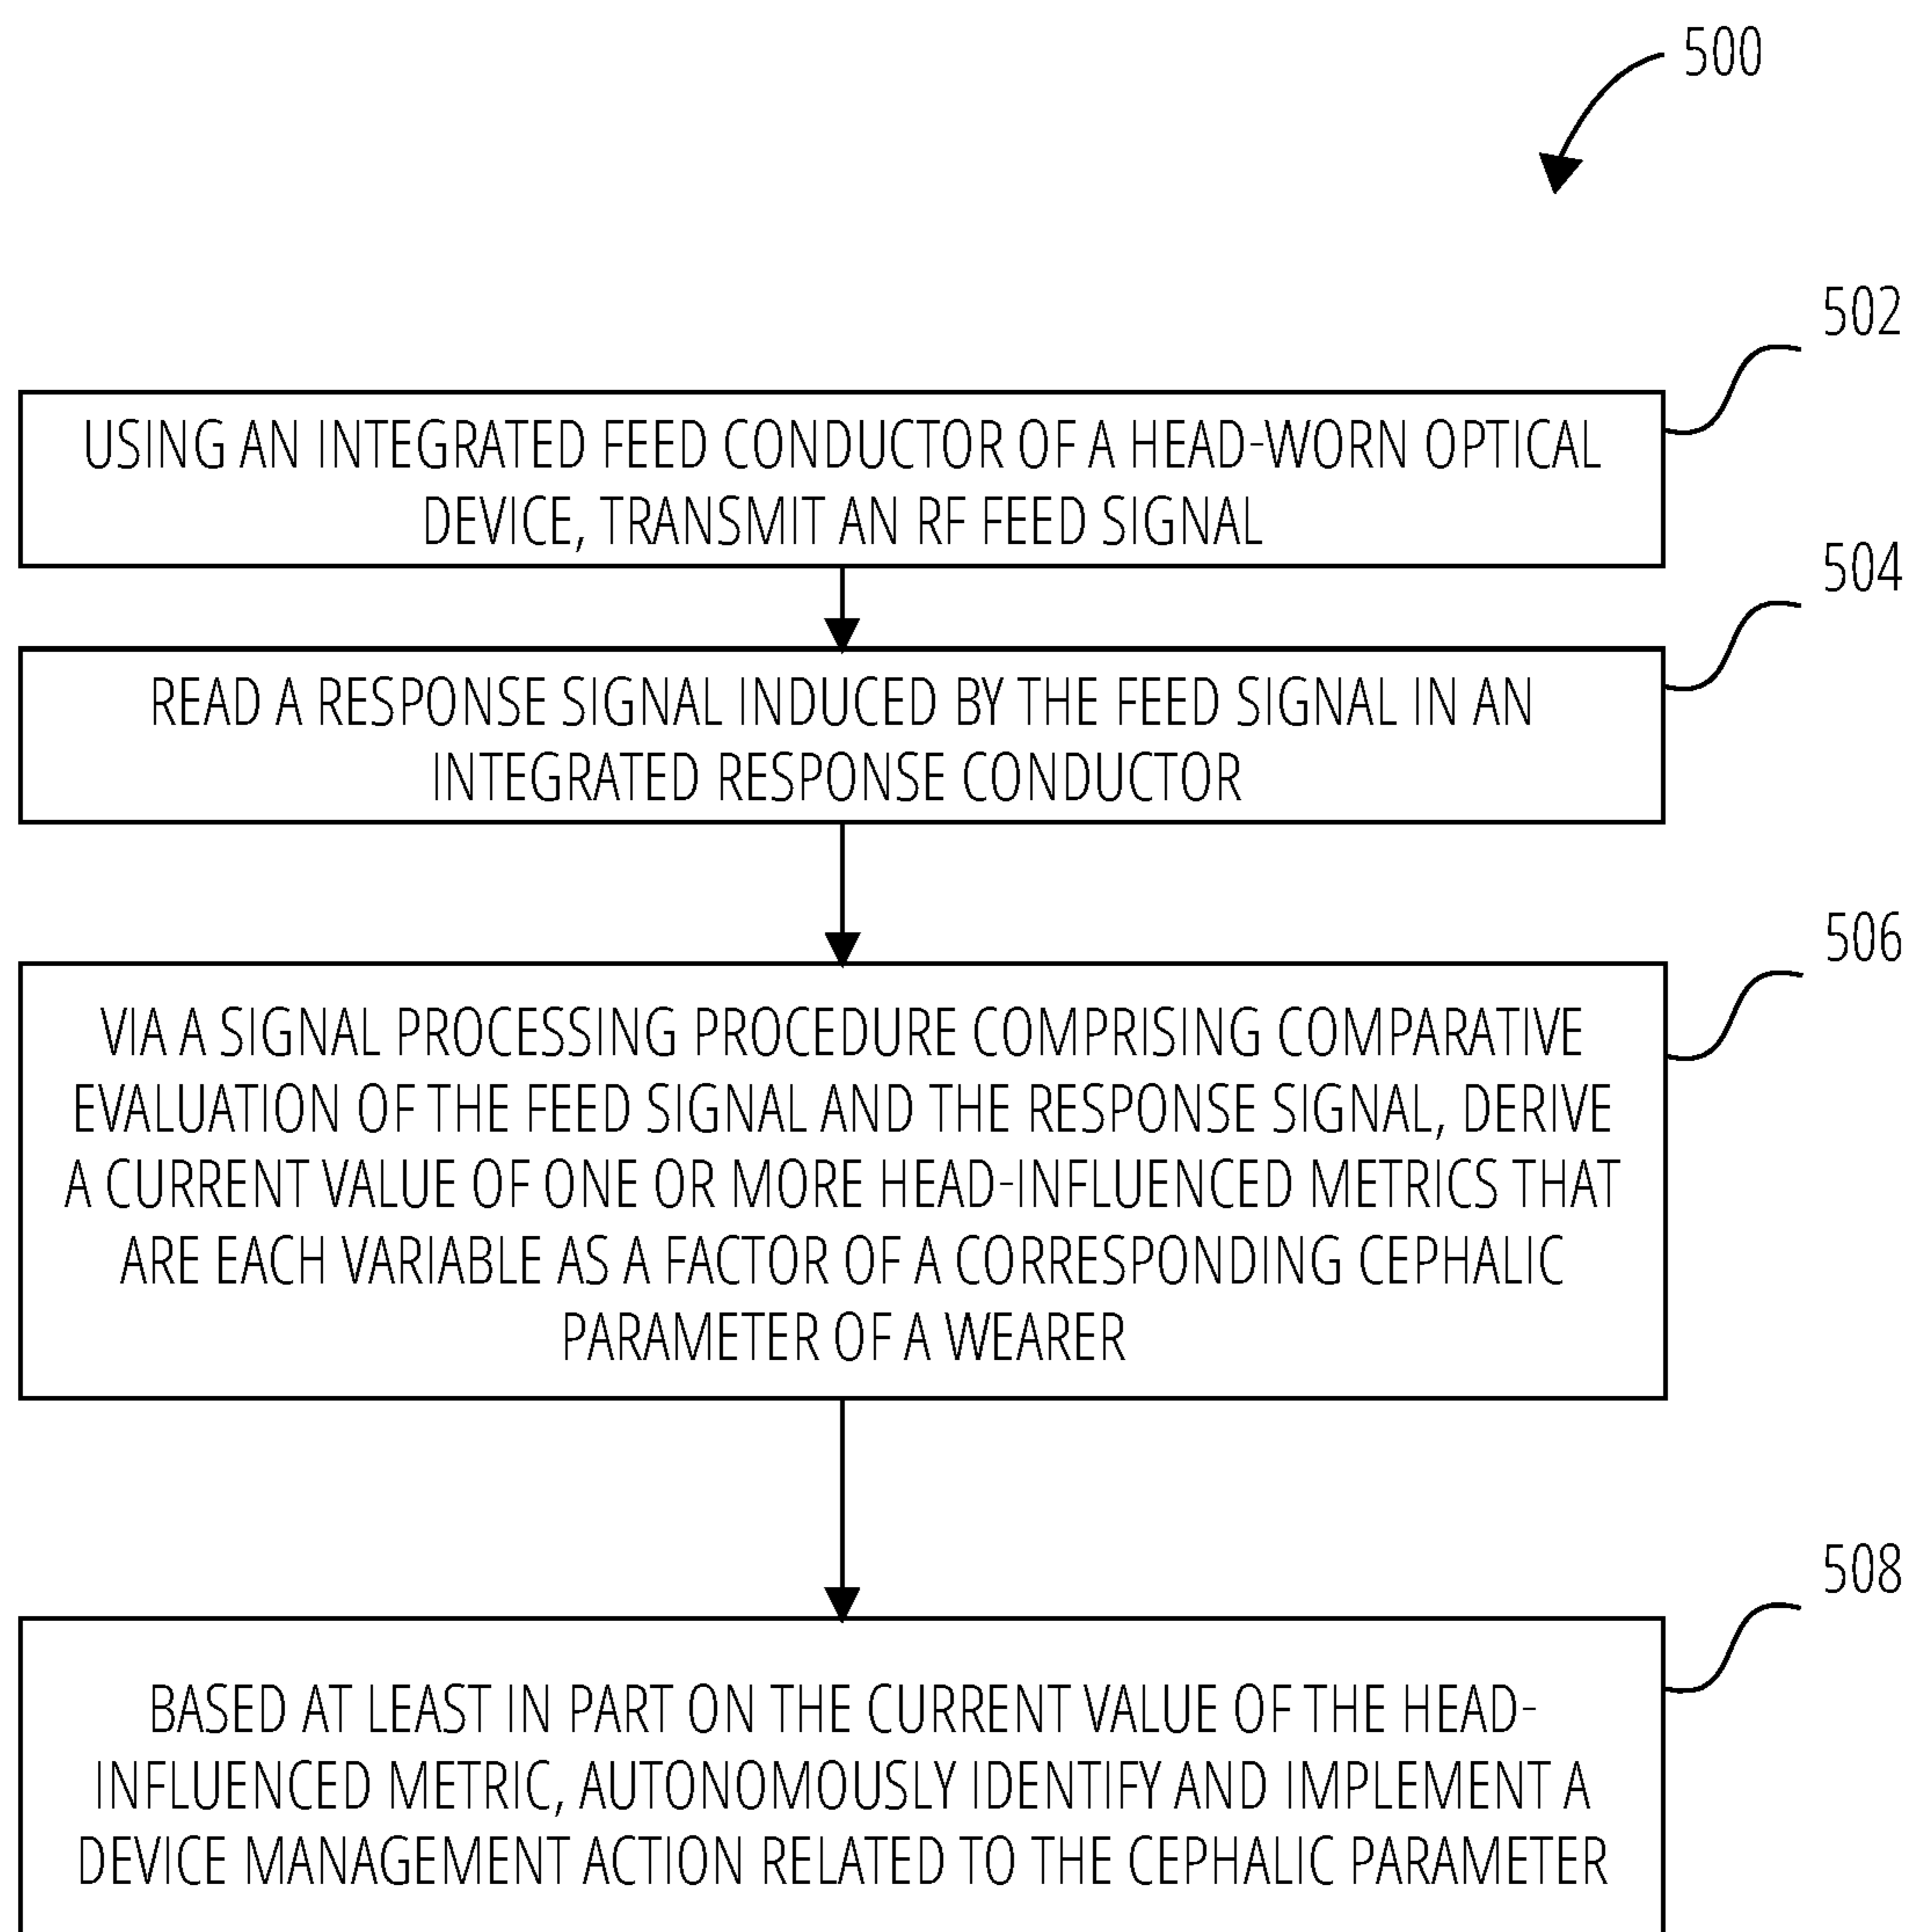 500
502
USING AN INTEGRATED FEED CONDUCTOR OF A HEAD-WORN OPTICAL
DEVICE, TRANSMIT AN RF FEED SIGNAL
504
READ A RESPONSE SIGNAL INDUCED BY THE FEED SIGNAL IN AN
INTEGRATED RESPONSE CONDUCTOR
506
VIA A SIGNAL PROCESSING PROCEDURE COMPRISING COMPARATIVE
EVALUATION OF THE FEED SIGNAL AND THE RESPONSE SIGNAL, DERIVE
A CURRENT VALUE OF ONE OR MORE HEAD-INFLUENCED METRICS THAT
ARE EACH VARIABLE AS A FACTOR OF A CORRESPONDING CEPHALIC
PARAMETER OF A WEARER
508
BASED AT LEAST IN PART ON THE CURRENT VALUE OF THE HEAD-
INFLUENCED METRIC, AUTONOMOUSLY IDENTIFY AND IMPLEMENT A
DEVICE MANAGEMENT ACTION RELATED TO THE CEPHALIC PARAMETER